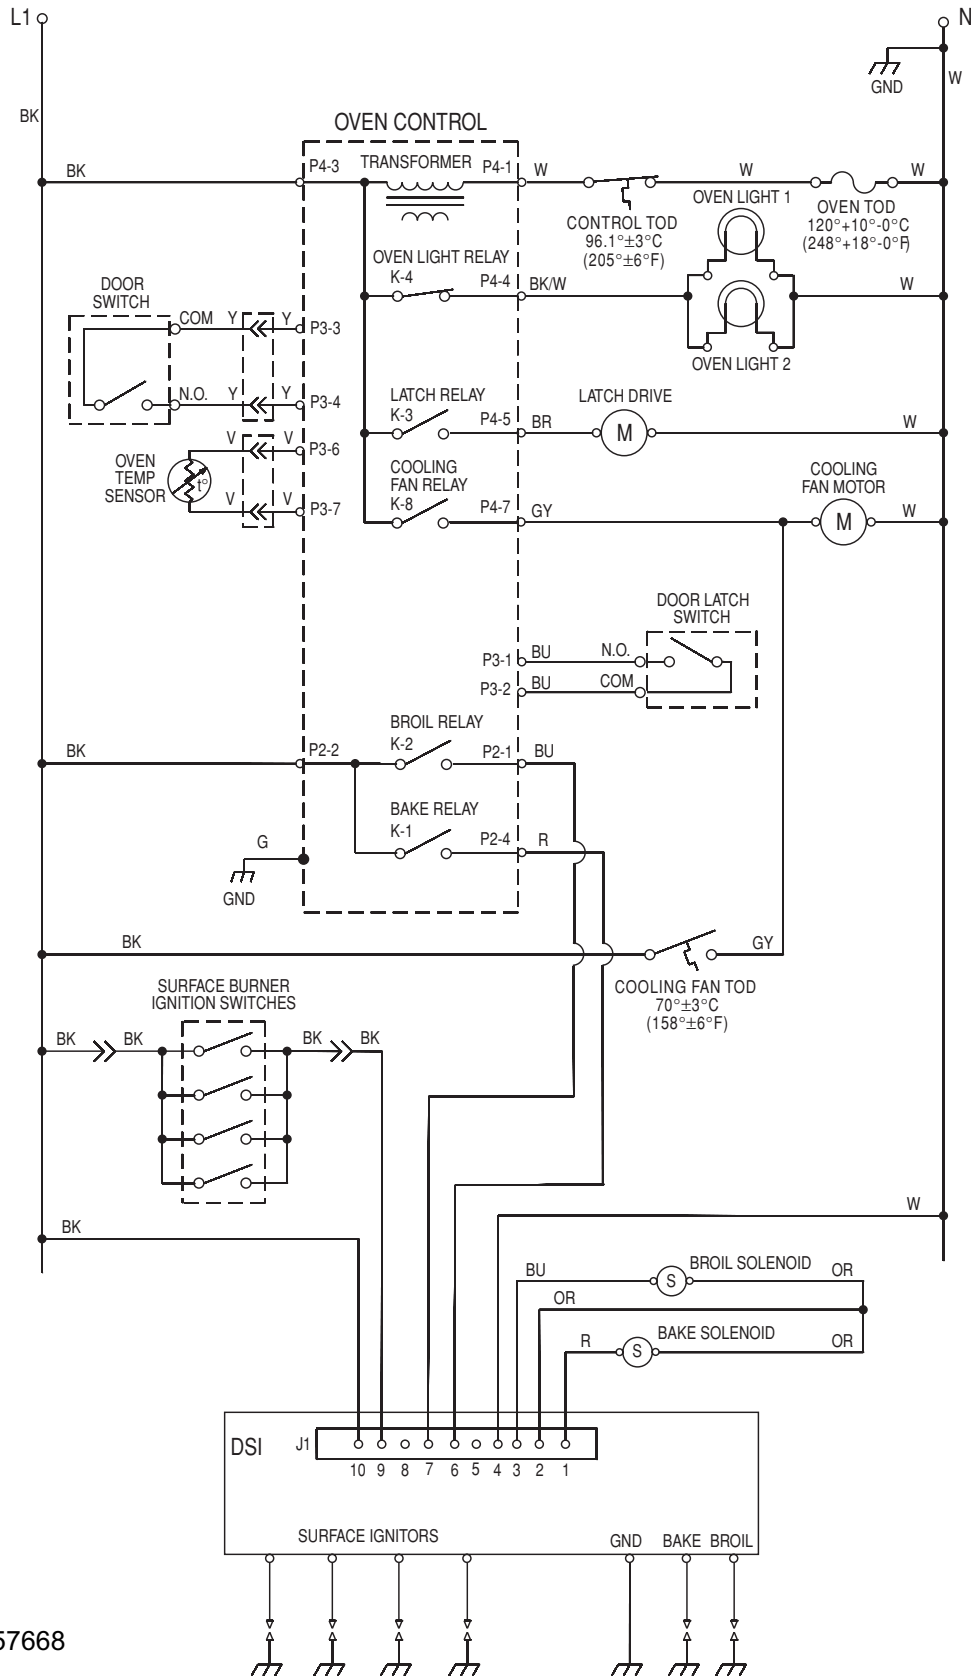 L1
N
GND
W
BK
OVEN CONTROL
BK
P4-3
TRANSFORMER
P4-1
W
W
W
CONTROL TOD
96.1°±3°C
(205°±6°F)
OVEN LIGHT 1
OVEN TOD
120°+10°-0°C
(248°+18°-0°F)
OVEN LIGHT RELAY
K-4
P4-4
BK/W
W
OVEN LIGHT 2
DOOR
SWITCH
COM
Y
Y
P3-3
N.O.
Y
Y
P3-4
LATCH RELAY
K-3
P4-5
BR
LATCH DRIVE
M
W
OVEN
TEMP
SENSOR
t°
V
V
P3-6
V
V
P3-7
COOLING
FAN RELAY
K-8
P4-7
GY
COOLING
FAN MOTOR
M
W
DOOR LATCH
SWITCH
P3-1
BU
N.O.
P3-2
BU
COM
BROIL RELAY
BK
P2-2
K-2
P2-1
BU
BAKE RELAY
K-1
P2-4
R
G
GND
BK
GY
COOLING FAN TOD
70°±3°C
(158°±6°F)
SURFACE BURNER
IGNITION SWITCHES
BK
BK
BK
BK
BK
W
BU
BROIL SOLENOID
S
OR
OR
R
BAKE SOLENOID
S
OR
DSI
J1
10 9 8 7 6 5 4 3 2 1
SURFACE IGNITORS
GND
BAKE
BROIL
57668